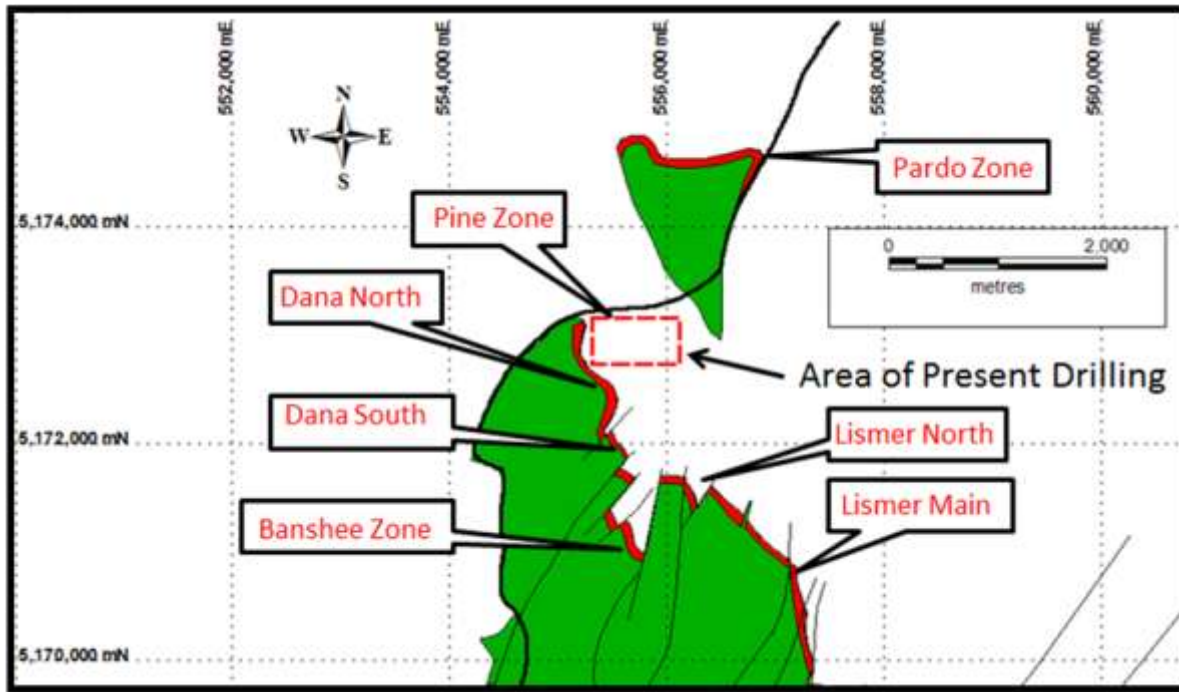 552,000 mE
554,000 mE
556,000 mE
558,000 mE
560,000 mE
N
W E
S
Pardo Zone
5,174,000 mN
Pine Zone
0 2,000
metres
Dana North
Area of Present Drilling
Dana South
5,172,000 mN
Lismer North
Lismer Main
Banshee Zone
5,170,000 mN